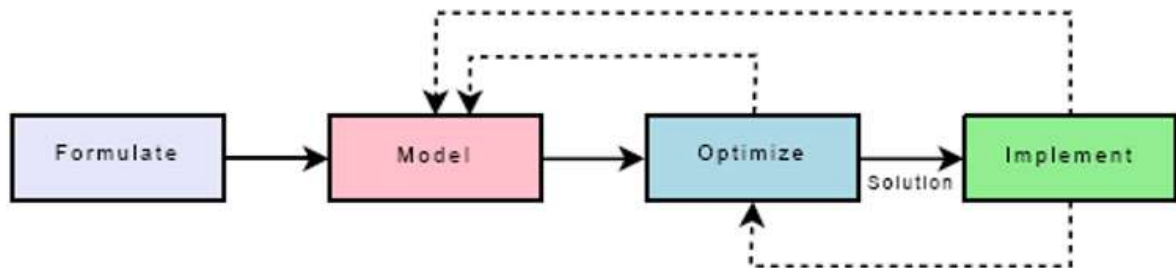 Formulate
Model
Optimize
Solution
Implement